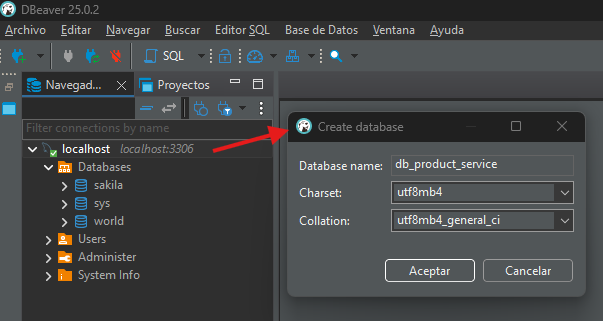 DBeaver 25.0.2
Archivo Editar Navegar Buscar Editor SQL Base de Datos Ventana Ayuda
SQL
Navegad...
Proyectos
Filter connections by name
localhost localhost:3306
Databases
sakila
sys
world
Users
Administer
System Info
Create database
Database name: db_product_service
Charset: utf8mb4
Collation: utf8mb4_general_ci
Aceptar Cancelar